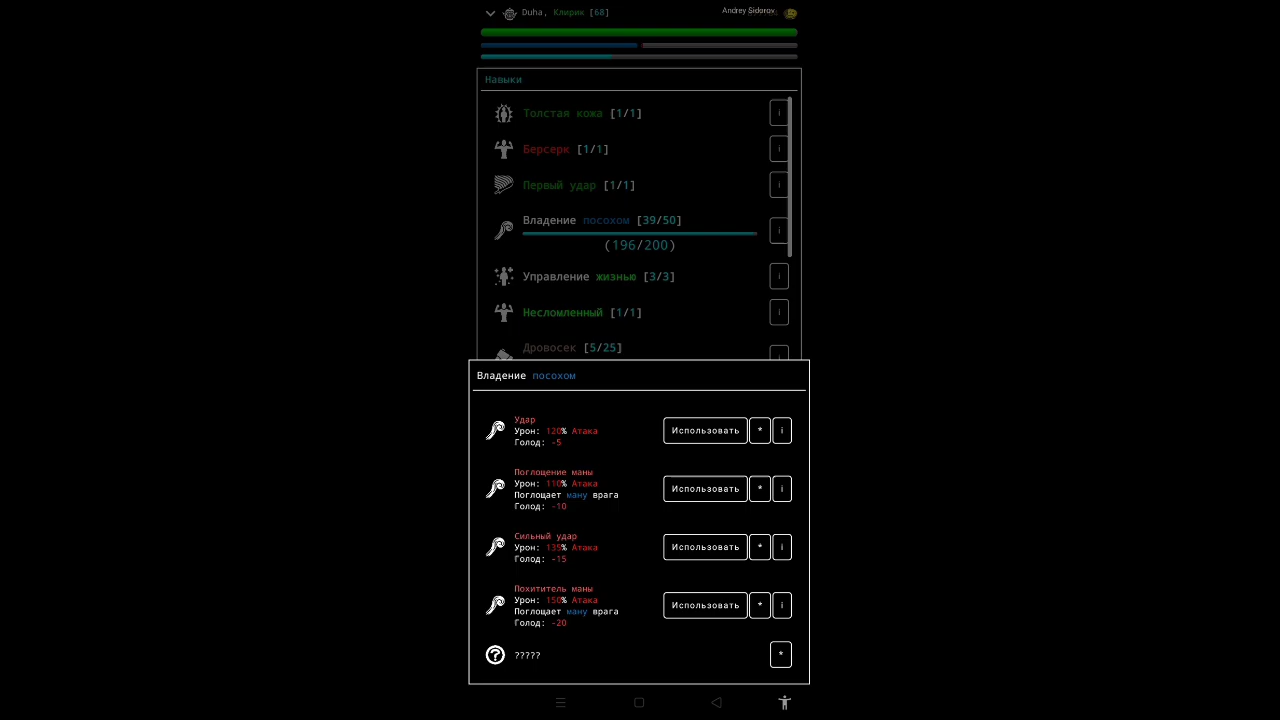 Duha, Клирик [68]
Andrey Sidorov
Навыки
Толстая кожа [1/1]
i
Берсерк [1/1]
i
Первый удар [1/1]
i
Владение посохом [39/50]
(196/200)
i
Управление жизнью [3/3]
i
Несломленный [1/1]
i
Дровосек [5/25]
i
Владение посохом
Удар
Урон: 120% Атака
Голод: -5
Использовать * i
Поглощение маны
Урон: 110% Атака
Поглощает ману врага
Голод: -10
Использовать * i
Сильный удар
Урон: 135% Атака
Голод: -15
Использовать * i
Похититель маны
Урон: 150% Атака
Поглощает ману врага
Голод: -20
Использовать * i
?????
*